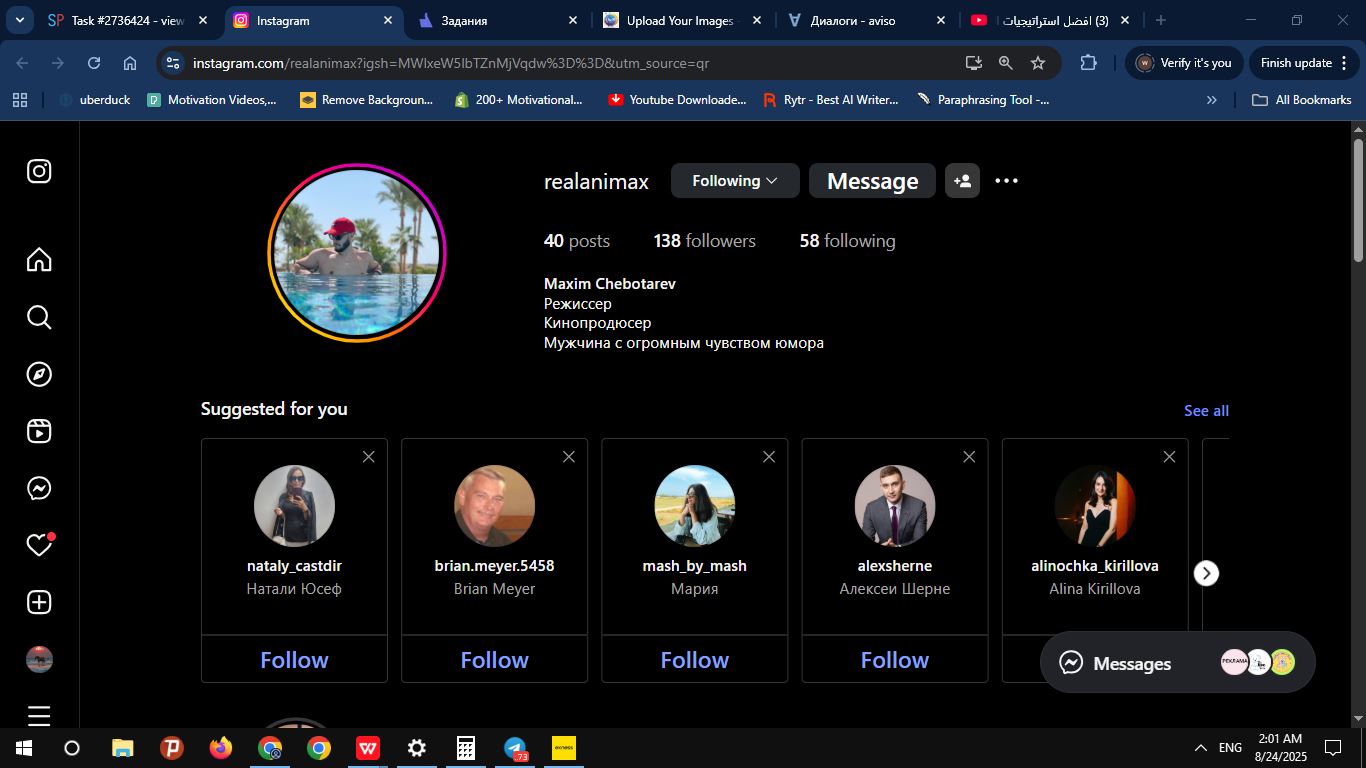 Task #2736424 - view
Instagram
Задания
Upload Your Images -
Диалоги - aviso
(3) افضل استراتيجيات
instagram.com/realanimax?igsh=MWIxeW5lbTZnMjVqdw%3D%3D&utm_source=qr
Verify it's you
Finish update
uberduck
Motivation Videos,...
Remove Backgroun...
200+ Motivational...
Youtube Downloade...
Rytr - Best AI Writer...
Paraphrasing Tool -...
All Bookmarks
realanimax
Following
Message
40 posts
138 followers
58 following
Maxim Chebotarev
Режиссер
Кинопродюсер
Мужчина с огромным чувством юмора
Suggested for you
See all
nataly_castdir
Натали Юсеф
Follow
brian.meyer.5458
Brian Meyer
Follow
mash_by_mash
Мария
Follow
alexsherne
Алексеи Шерне
Follow
alinochka_kirillova
Alina Kirillova
Messages
РЕКЛАМА
73
exness
ENG
2:01 AM
8/24/2025